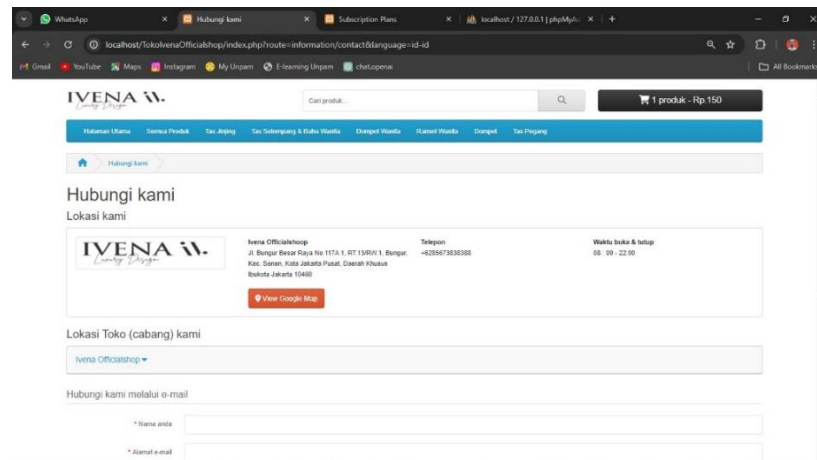 WhatsApp
Hubungi kami
Subscription Plans
localhost / 127.0.0.1 | phpMyAd
localhost/TokoIvenaOfficialshop/index.php?route=information/contact&language=id-id
Gmail YouTube Maps Instagram My Unpam E-learning Unpam chat.openai All Bookmarks
IVENA
Luxury Design
Cari produk...
1 produk - Rp.150
Halaman Utama Semua Produk Tas Jinjing Tas Selempang & Bahu Wanita Dompet Wanita Ransel Wanita Dompet Tas Pegang
Hubungi kami
Hubungi kami
Lokasi kami
IVENA
Luxury Design
Ivena Officialshoop
Jl. Bungur Besar Raya No.117A 1, RT.13/RW.1, Bungur,
Kec. Senen, Kota Jakarta Pusat, Daerah Khusus
Ibukota Jakarta 10460
View Google Map
Telepon
+6285673838388
Waktu buka & tutup
08 : 00 - 22:00
Lokasi Toko (cabang) kami
Ivena Officialshop
Hubungi kami melalui e-mail
* Nama anda
* Alamat e-mail